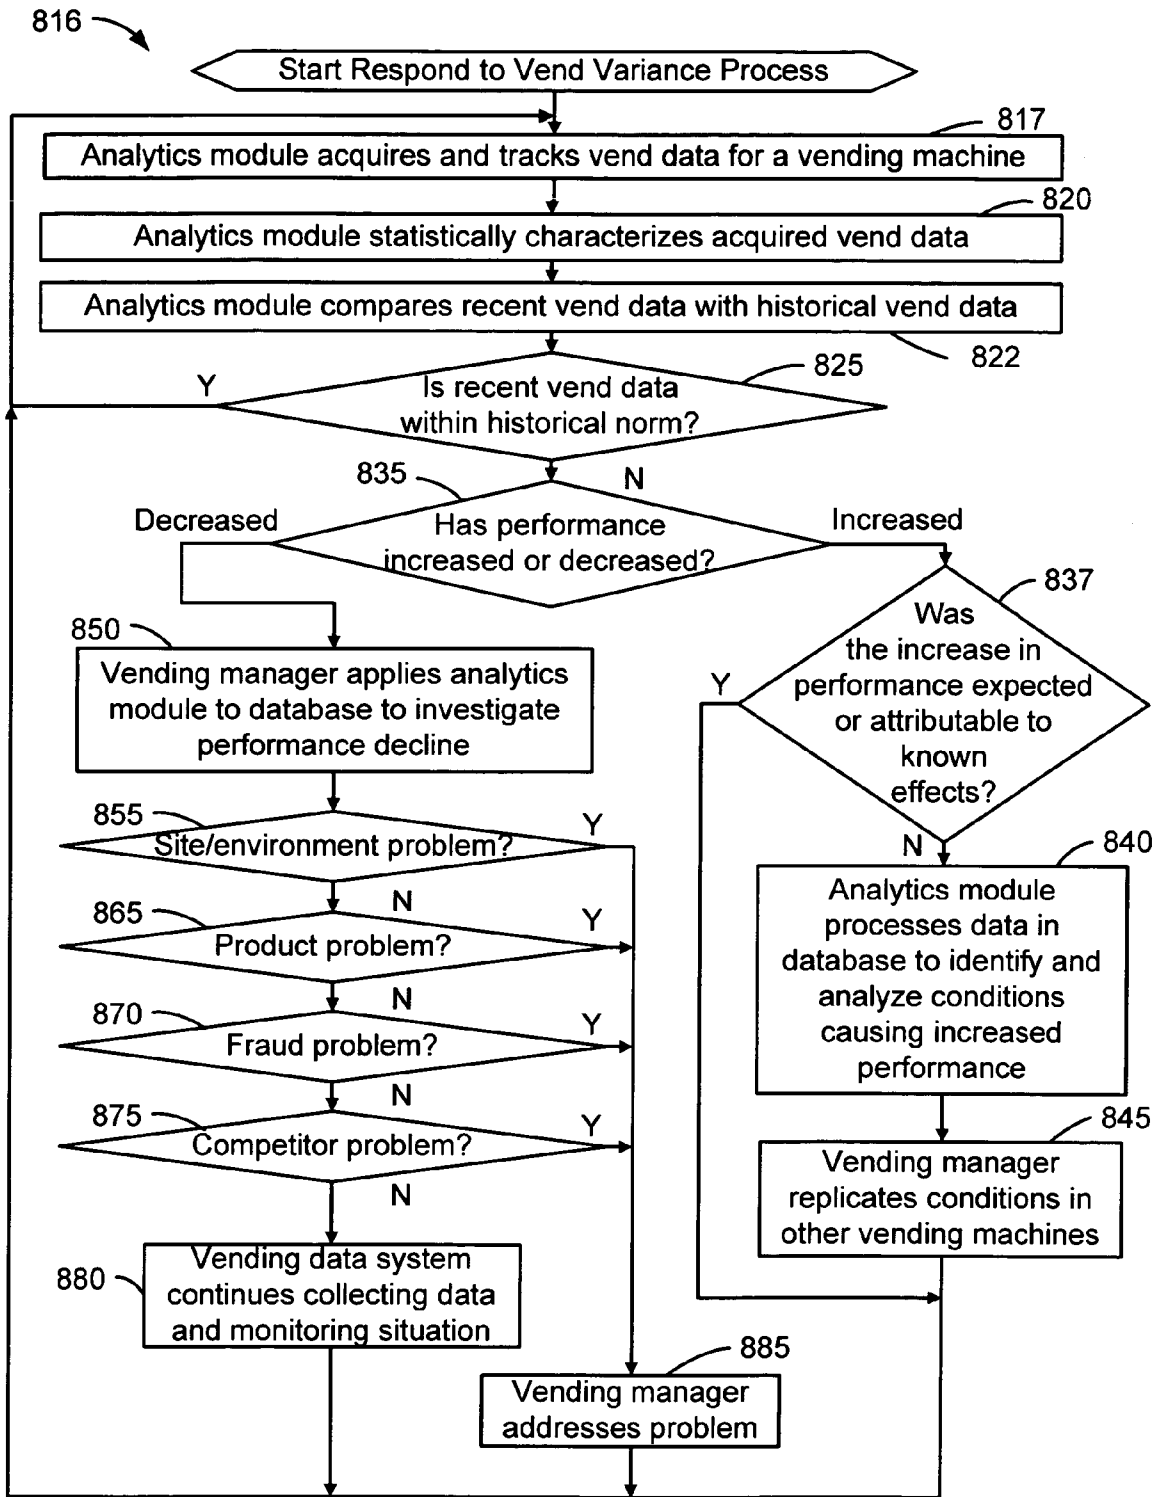 816
Start Respond to Vend Variance Process
817
Analytics module acquires and tracks vend data for a vending machine
820
Analytics module statistically characterizes acquired vend data
Analytics module compares recent vend data with historical vend data
822
825
Y
Is recent vend data
within historical norm?
N
835
Decreased
Has performance
increased or decreased?
Increased
837
Was
the increase in
performance expected
or attributable to
known
effects?
Y
N
850
Vending manager applies analytics
module to database to investigate
performance decline
855
Site/environment problem?
Y
N
865
Product problem?
Y
N
870
Fraud problem?
Y
N
875
Competitor problem?
Y
N
840
Analytics module
processes data in
database to identify and
analyze conditions
causing increased
performance
845
Vending manager
replicates conditions in
other vending machines
880
Vending data system
continues collecting data
and monitoring situation
885
Vending manager
addresses problem